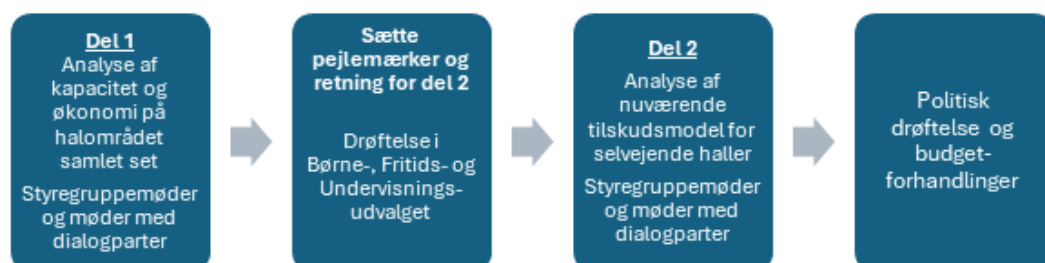 Del 1
Analyse af
kapacitet og
økonomi på
halområdet
samlet set
Styregruppemøder
og møder med
dialogparter
Sætte
pejlemærker og
retning for del 2
Drøftelse i
Børne-, Fritids- og
Undervisnings-
udvalget
Del 2
Analyse af
nuværende
tilskudsmodel for
selvejende haller
Styregruppemøder
og møder med
dialogparter
Politisk
drøftelse og
budget-
forhandlinger